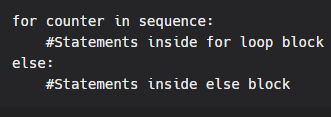 for counter in sequence:
    #Statements inside for loop block
else:
    #Statements inside else block